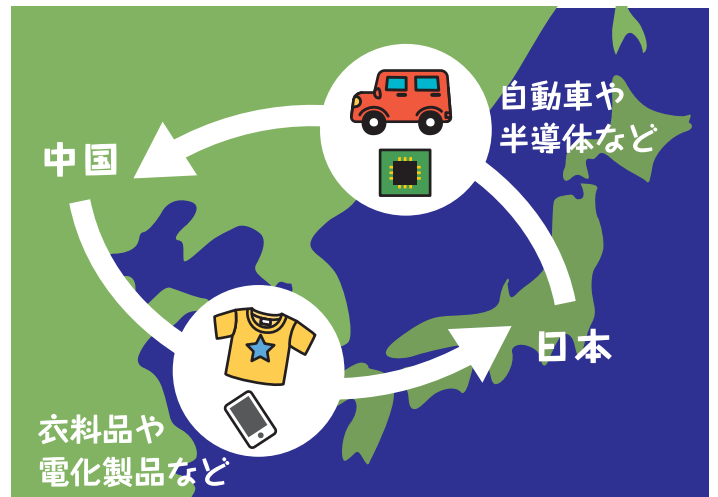 自動車や
半導体など
中国
日本
衣料品や
電化製品など